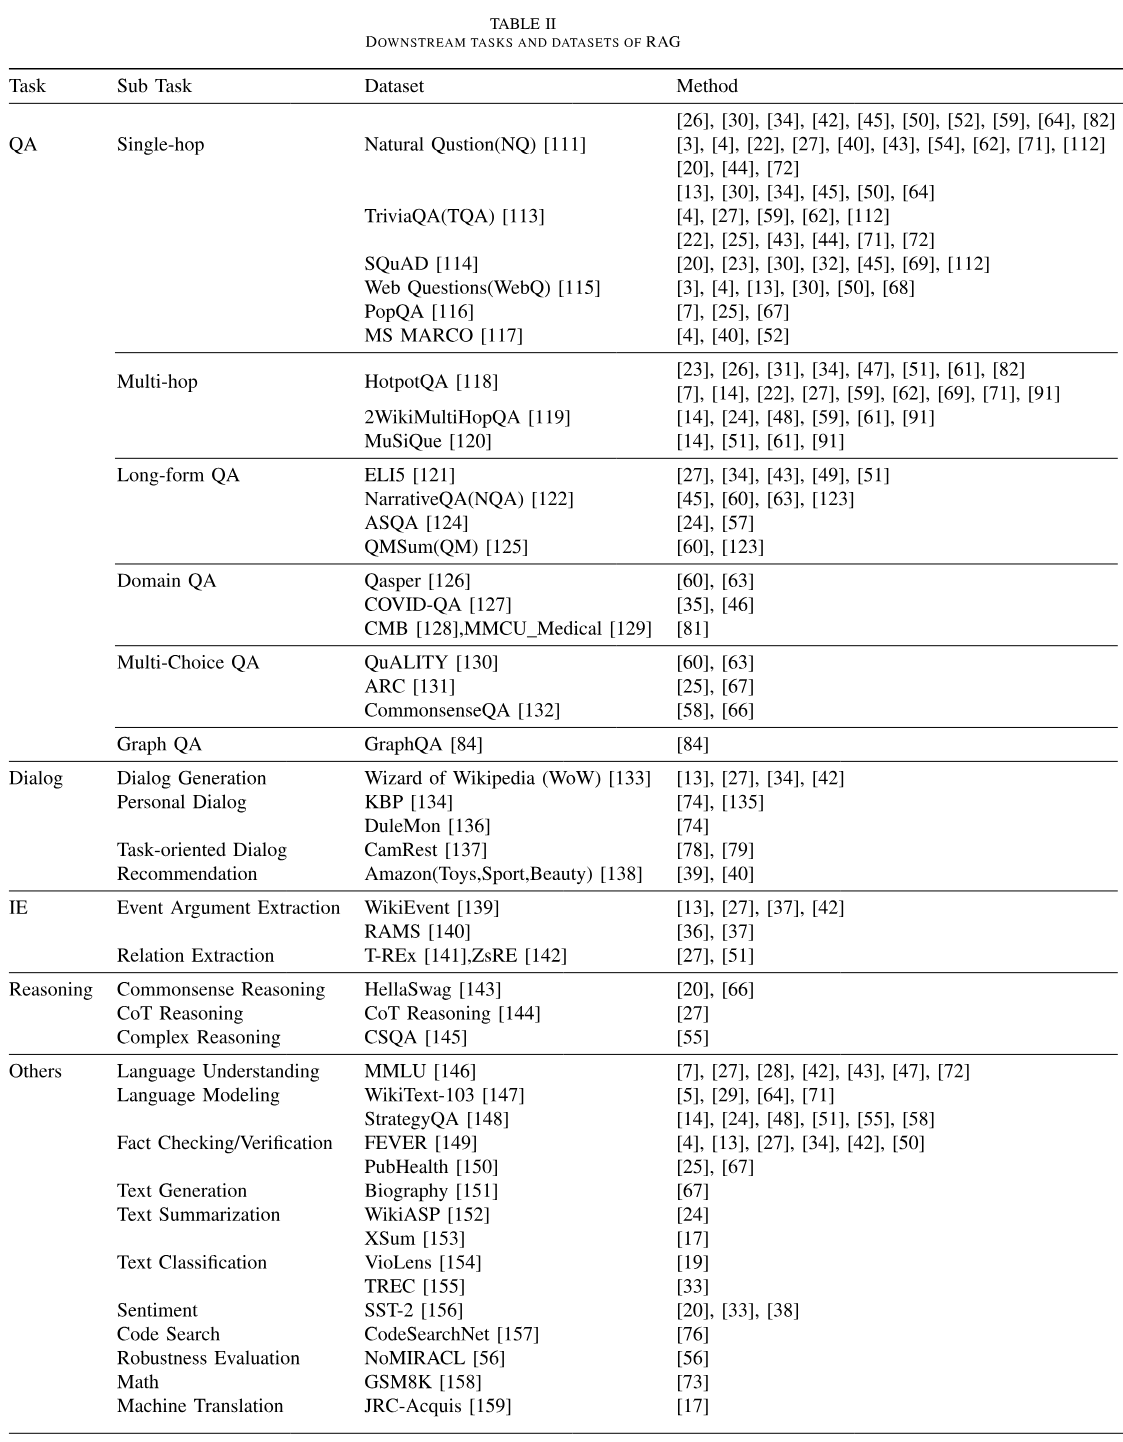 TABLE II
DOWNSTREAM TASKS AND DATASETS OF RAG
Task Sub Task Dataset Method
[26], [30], [34], [42], [45], [50], [52], [59], [64], [82]
QA Single-hop Natural Qustion(NQ) [111] [3], [4], [22], [27], [40], [43], [54], [62], [71], [112]
[20], [44], [72]
[13], [30], [34], [45], [50], [64]
TriviaQA(TQA) [113] [4], [27], [59], [62], [112]
[22], [25], [43], [44], [71], [72]
SQuAD [114] [20], [23], [30], [32], [45], [69], [112]
Web Questions(WebQ) [115] [3], [4], [13], [30], [50], [68]
PopQA [116] [7], [25], [67]
MS MARCO [117] [4], [40], [52]
[23], [26], [31], [34], [47], [51], [61], [82]
Multi-hop HotpotQA [118]
[7], [14], [22], [27], [59], [62], [69], [71], [91]
2WikiMultiHopQA [119] [14], [24], [48], [59], [61], [91]
MuSiQue [120] [14], [51], [61], [91]
Long-form QA ELI5 [121] [27], [34], [43], [49], [51]
NarrativeQA(NQA) [122] [45], [60], [63], [123]
ASQA [124] [24], [57]
QMSum(QM) [125] [60], [123]
Domain QA Qasper [126] [60], [63]
COVID-QA [127] [35], [46]
CMB [128],MMCU_Medical [129] [81]
Multi-Choice QA QuALITY [130] [60], [63]
ARC [131] [25], [67]
CommonsenseQA [132] [58], [66]
Graph QA GraphQA [84] [84]
Dialog Dialog Generation Wizard of Wikipedia (WoW) [133] [13], [27], [34], [42]
Personal Dialog KBP [134] [74], [135]
DuleMon [136] [74]
Task-oriented Dialog CamRest [137] [78], [79]
Recommendation Amazon(Toys,Sport,Beauty) [138] [39], [40]
IE Event Argument Extraction WikiEvent [139] [13], [27], [37], [42]
RAMS [140] [36], [37]
Relation Extraction T-REx [141],ZsRE [142] [27], [51]
Reasoning Commonsense Reasoning HellaSwag [143] [20], [66]
CoT Reasoning CoT Reasoning [144] [27]
Complex Reasoning CSQA [145] [55]
Others Language Understanding MMLU [146] [7], [27], [28], [42], [43], [47], [72]
Language Modeling WikiText-103 [147] [5], [29], [64], [71]
StrategyQA [148] [14], [24], [48], [51], [55], [58]
Fact Checking/Verification FEVER [149] [4], [13], [27], [34], [42], [50]
PubHealth [150] [25], [67]
Text Generation Biography [151] [67]
Text Summarization WikiASP [152] [24]
XSum [153] [17]
Text Classification VioLens [154] [19]
TREC [155] [33]
Sentiment SST-2 [156] [20], [33], [38]
Code Search CodeSearchNet [157] [76]
Robustness Evaluation NoMIRACL [56] [56]
Math GSM8K [158] [73]
Machine Translation JRC-Acquis [159] [17]